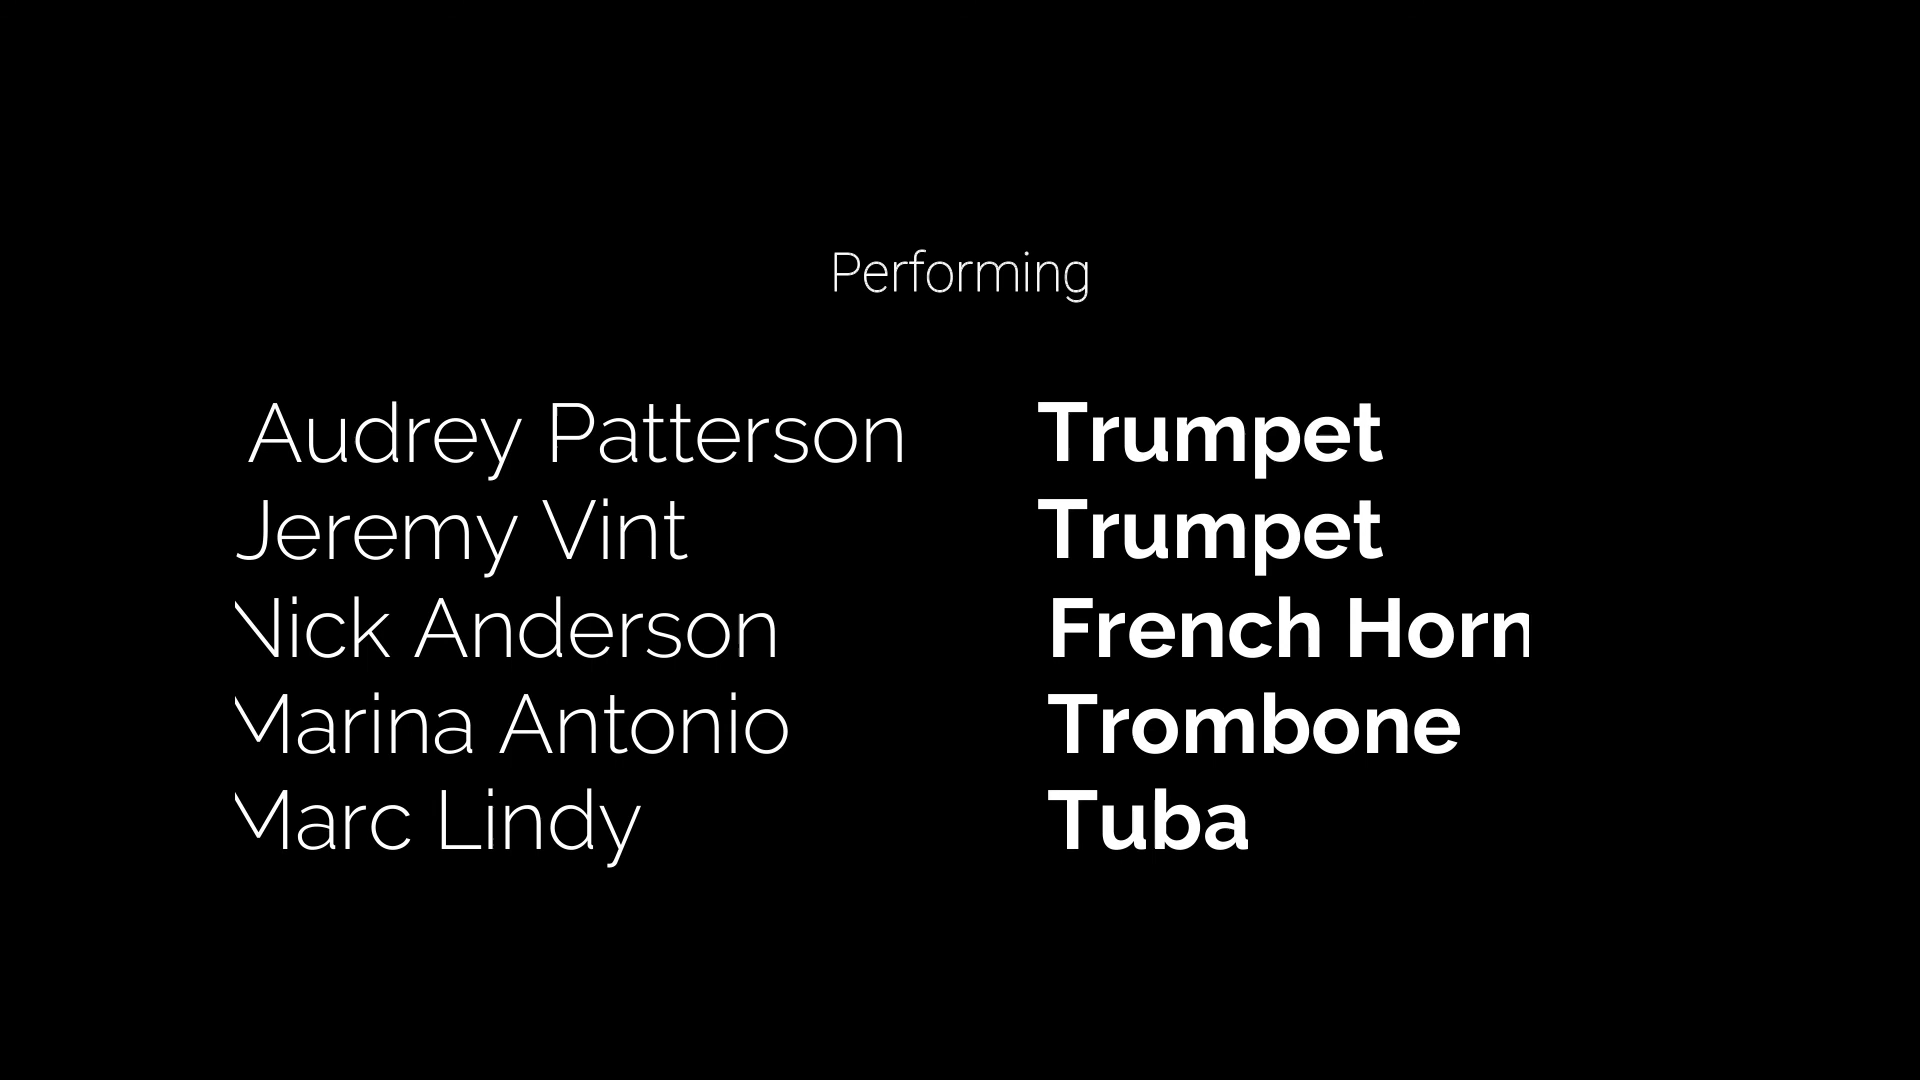 Performing
Audrey Patterson Trumpet
Jeremy Vint Trumpet
Nick Anderson French Horn
Marina Antonio Trombone
Marc Lindy Tuba